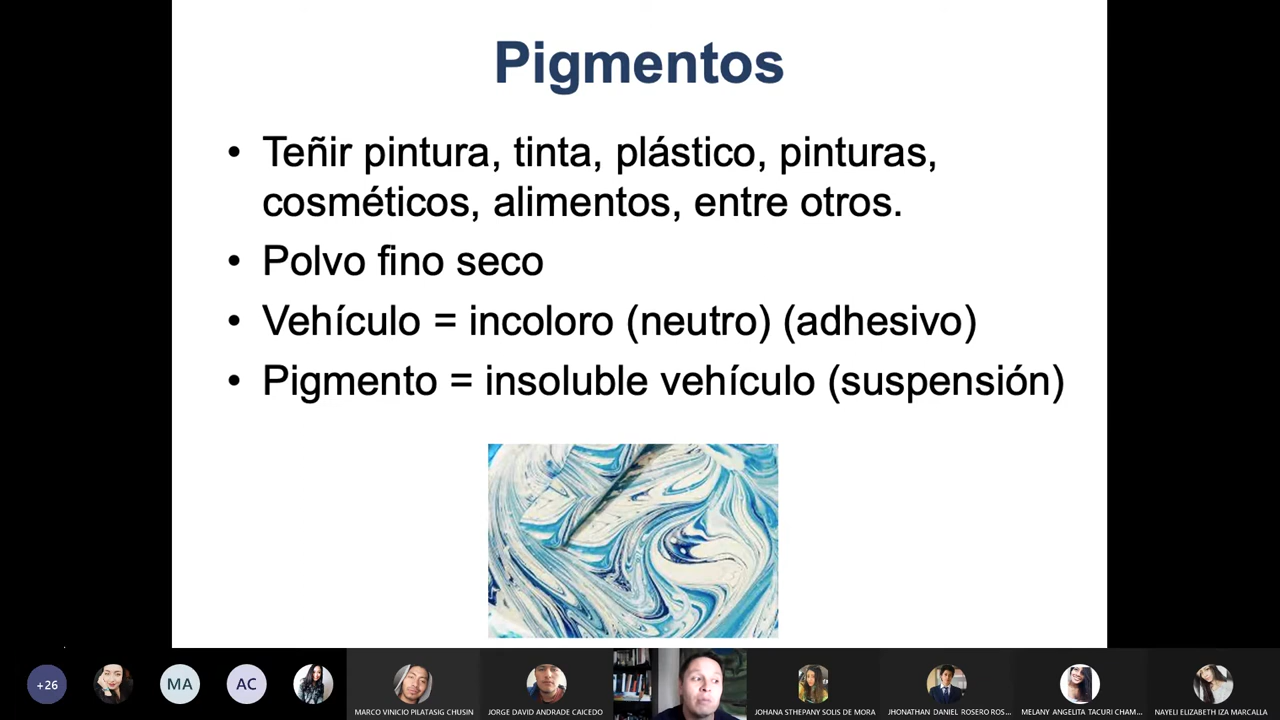 Pigmentos
• Teñir pintura, tinta, plástico, pinturas,
cosméticos, alimentos, entre otros.
• Polvo fino seco
• Vehículo = incoloro (neutro) (adhesivo)
• Pigmento = insoluble vehículo (suspensión)
+26
MA
AC
MARCO VINICIO PILATASIG CHUSIN
JORGE DAVID ANDRADE CAICEDO
JOHANA STHEPANY SOLIS DE MORA
JHONATHAN DANIEL ROSERO ROS...
MELANY ANGELITA TACURI CHAM...
NAYELI ELIZABETH IZA MARCALLA